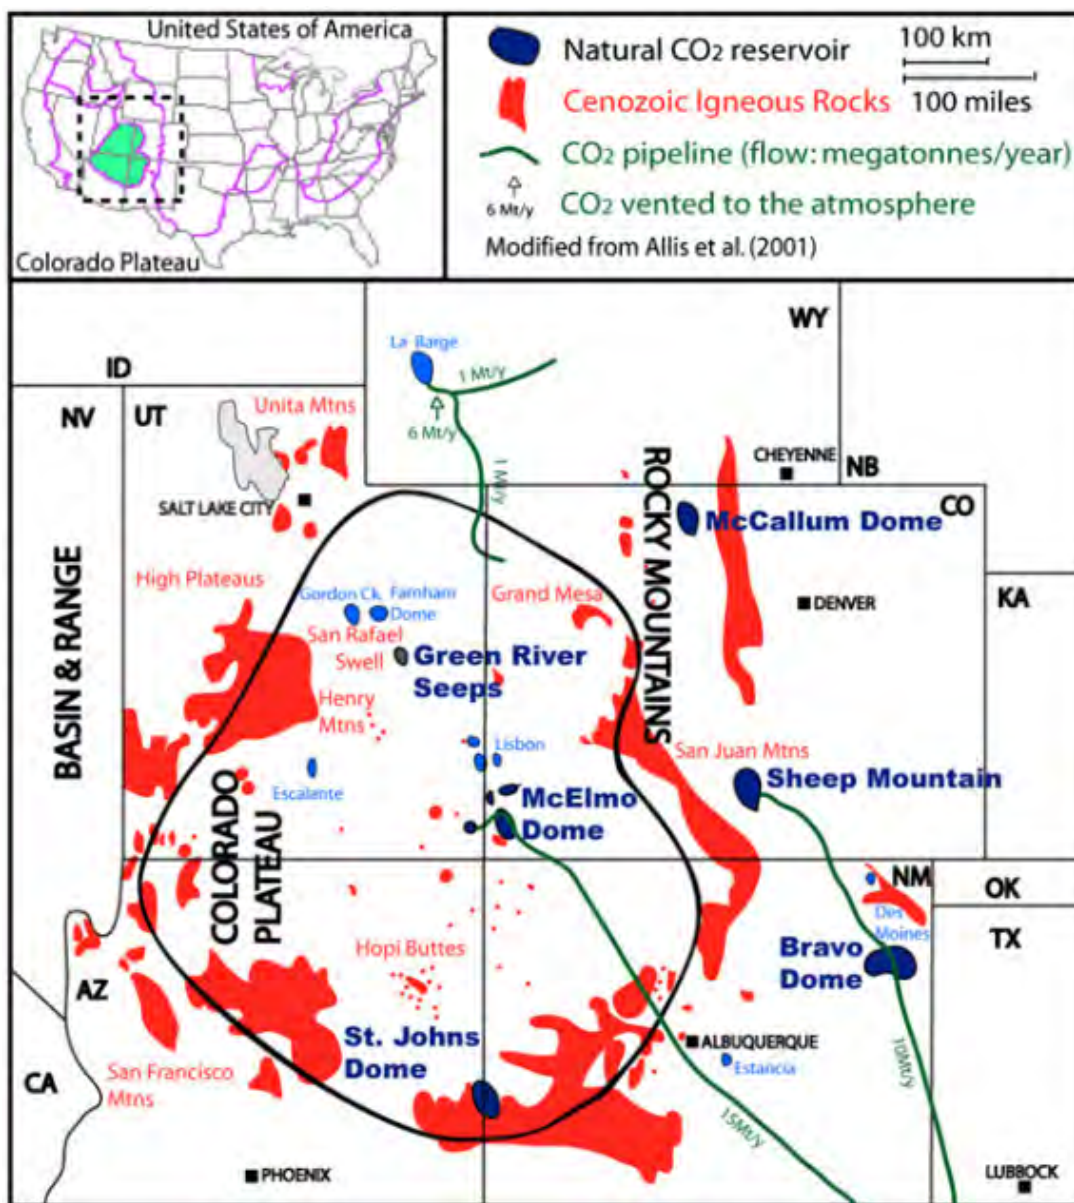 United States of America
Colorado Plateau
Natural CO2 reservoir
Cenozoic Igneous Rocks
CO2 pipeline (flow: megatonnes/year)
6 Mt/y
CO2 vented to the atmosphere
Modified from Allis et al. (2001)
100 km
100 miles
WY
La Barge
ID
1 Mt/y
NV
UT
Unita Mtns
6 Mt/y
1 Mt/y
ROCKY MOUNTAINS
CHEYENNE
NB
SALT LAKE CITY
McCallum Dome
CO
BASIN & RANGE
High Plateaus
Gordon Ck.
Farnham
Dome
Grand Mesa
DENVER
KA
San Rafael
Swell
Green River
Seeps
Henry
Mtns
Lisbon
San Juan Mtns
Escalante
Sheep Mountain
COLORADO
PLATEAU
McElmo
Dome
NM
OK
Des
Moines
TX
Hopi Buttes
Bravo
Dome
AZ
St. Johns
Dome
ALBUQUERQUE
Estancia
CA
San Francisco
Mtns
15Mt/y
10Mt/y
PHOENIX
LUBBOCK